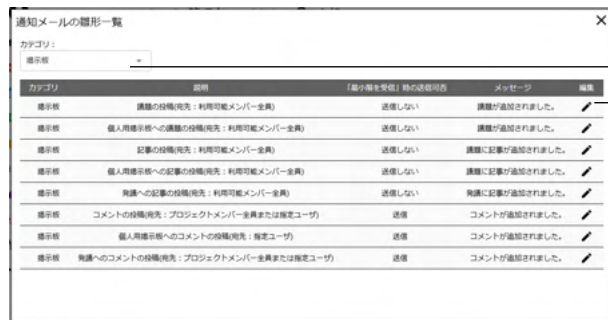 通知メールの雛形一覧
×
カテゴリ:
掲示板
カテゴリ 説明 「最小限を受信」時の送信可否 メッセージ 編集
掲示板 議題の投稿(宛先:利用可能メンバー全員) 送信しない 議題が追加されました。
掲示板 個人用掲示板への議題の投稿(宛先:利用可能メンバー全員) 送信しない 議題が追加されました。
掲示板 記事の投稿(宛先:利用可能メンバー全員) 送信しない 議題に記事が追加されました。
掲示板 個人用掲示板への記事の投稿(宛先:利用可能メンバー全員) 送信しない 議題に記事が追加されました。
掲示板 発議への記事の投稿(宛先:利用可能メンバー全員) 送信しない 発議に記事が追加されました。
掲示板 コメントの投稿(宛先:プロジェクトメンバー全員または指定ユーザ) 送信 コメントが追加されました。
掲示板 個人用掲示板へのコメントの投稿(宛先:指定ユーザ) 送信 コメントが追加されました。
掲示板 発議へのコメントの投稿(宛先:プロジェクトメンバー全員または指定ユーザ) 送信 コメントが追加されました。